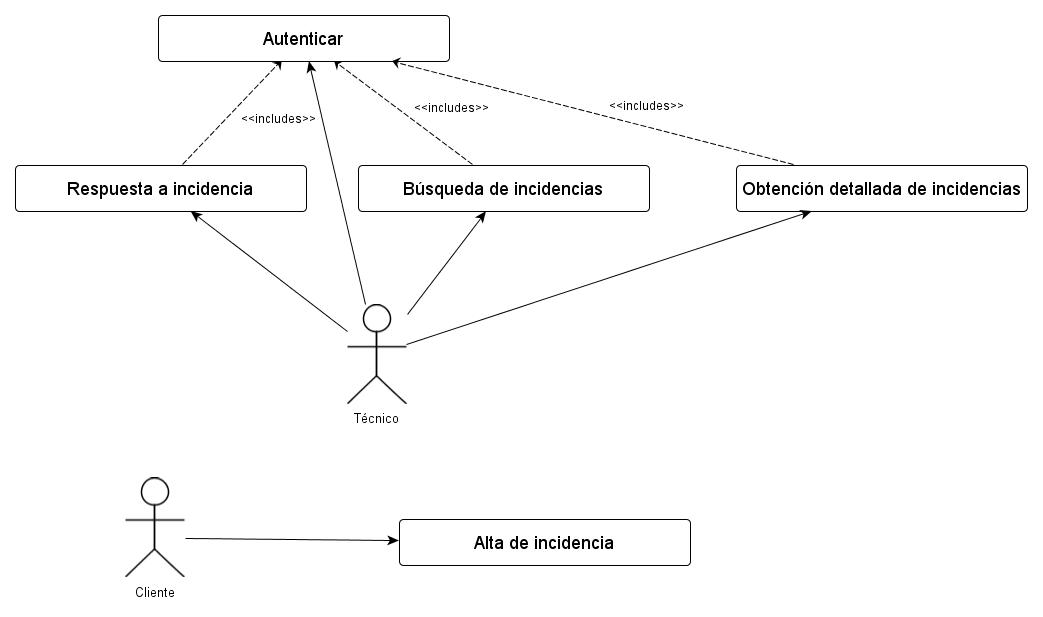 Autenticar
<<includes>>
<<includes>>
<<includes>>
Respuesta a incidencia
Búsqueda de incidencias
Obtención detallada de incidencias
Técnico
Cliente
Alta de incidencia